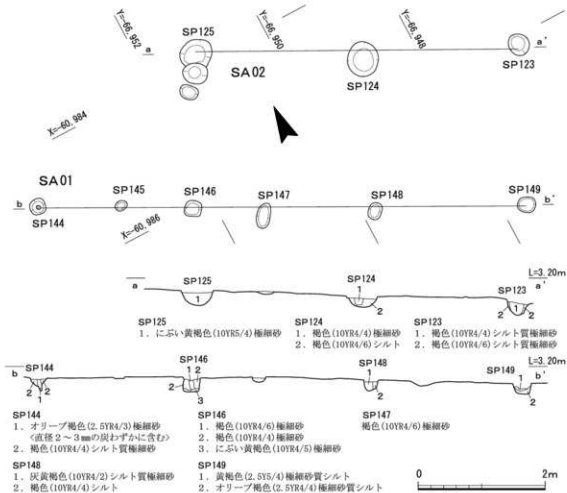 Y=-66,952
Y=-66,950
Y=-66,948
SP125
a
a'
SA02
SP124
SP123
X=-60,984
SA01
SP145
SP146
SP147
SP148
SP149
b
b'
SP144
X=-60,986
L=3.20m
SP125
SP124
SP123
a
a'
1
1
2
1
2
SP125
1. にぶい黄褐色(10YR5/4)極細砂
SP124
1. 褐色(10YR4/4)極細砂
2. 褐色(10YR4/6)シルト
SP123
1. 褐色(10YR4/4)シルト質極細砂
2. 褐色(10YR4/6)シルト質極細砂
L=3.20m
b
b'
SP144
SP146
SP148
SP149
2 2
1
1 2
2
3
1
2
1
2
SP144
1. オリーブ褐色(2.5YR4/3)極細砂
<直径2~3㎜の炭わずかに含む>
2. 褐色(10YR4/4)シルト質極細砂
SP146
1. 褐色(10YR4/6)極細砂
2. 褐色(10YR4/4)極細砂
3. にぶい黄褐色(10YR4/5)極細砂
SP147
褐色(10YR4/6)極細砂
SP148
1. 灰黄褐色(10YR4/2)シルト質極細砂
2. 褐色(10YR4/4)シルト
SP149
1. 黄褐色(2.5Y5/4)極細砂質シルト
2. オリーブ褐色(2.5YR4/4)極細砂質シルト
0
2m